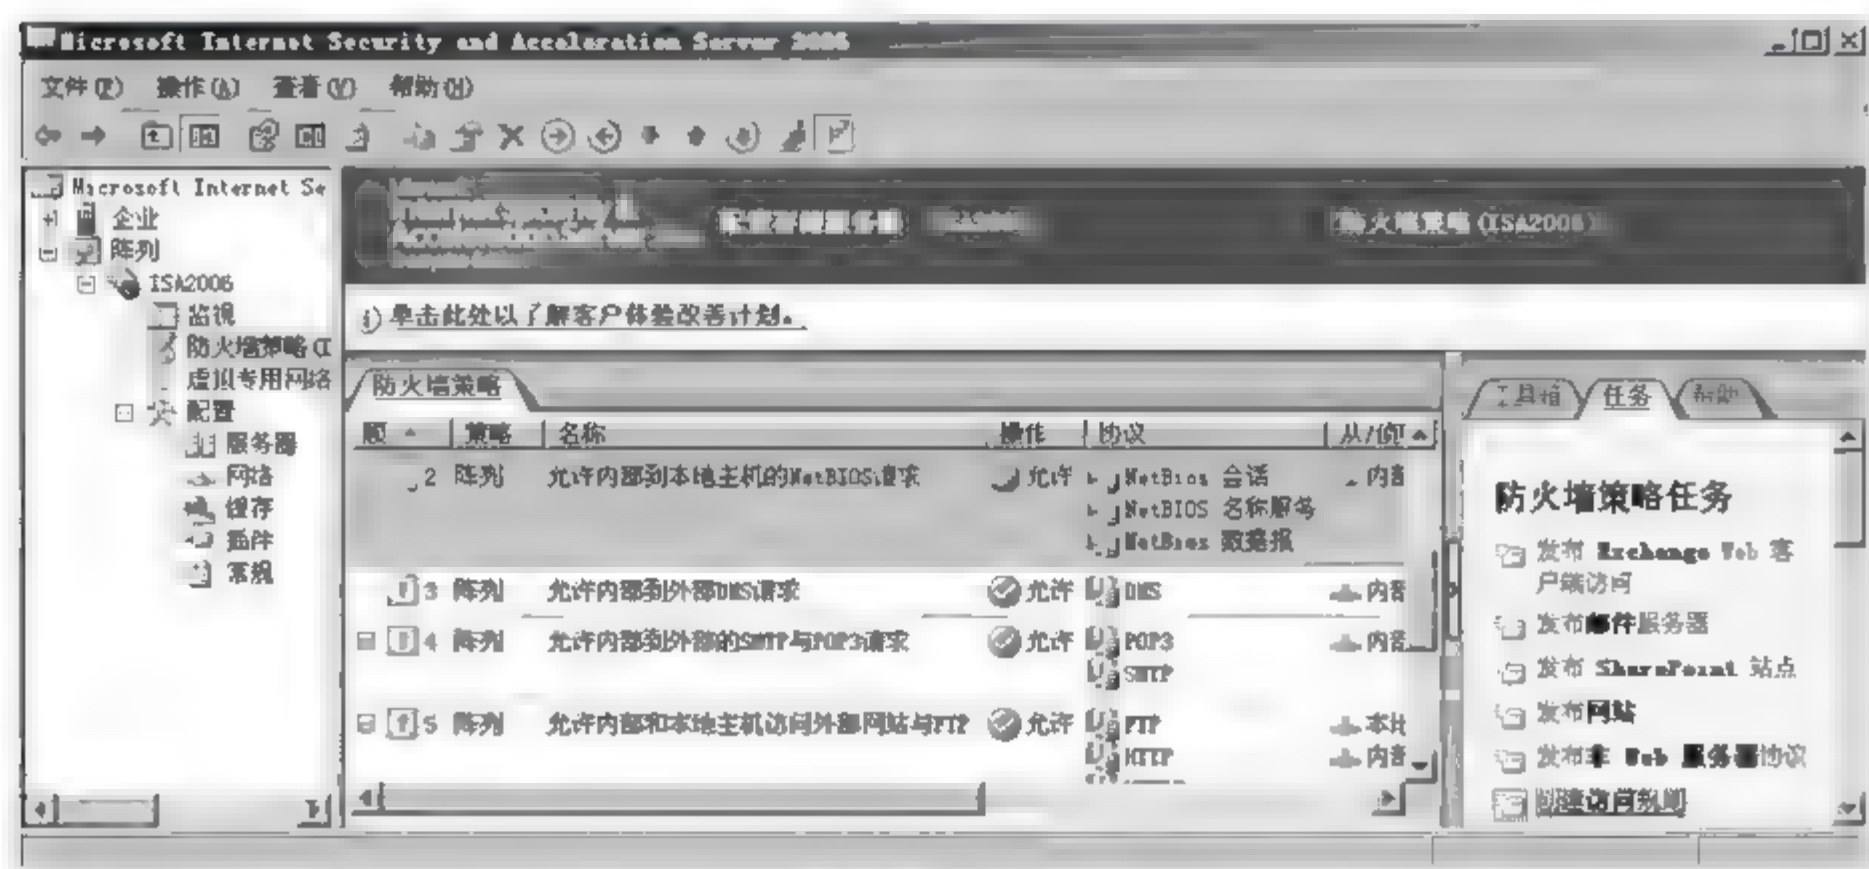 Microsoft Internet Security and Acceleration Server 2006
文件(F) 操作(A) 查看(V) 帮助(H)
Microsoft Internet Se
企业
阵列
ISA2006
监视
防火墙策略(I
虚拟专用网络
配置
服务器
网络
缓存
插件
常规
防火墙策略(ISA2006)
单击此处以了解客户体验改善计划。
防火墙策略
顺 策略 名称 操作 协议 从/侦
2 阵列 允许内部到本地主机的NetBIOS请求 允许 NetBios 会话 内部
NetBIOS 名称服务
NetBios 数据报
3 阵列 允许内部到外部DNS请求 允许 DNS 内部
4 阵列 允许内部到外部的SMTP与POP3请求 允许 POP3 内部
SMTP
5 阵列 允许内部和本地主机访问外部网站与FTP 允许 FTP 本地
HTTP 内部
工具箱 任务 帮助
防火墙策略任务
发布 Exchange Web 客
户端访问
发布邮件服务器
发布 SharePoint 站点
发布网站
发布非 Web 服务器协议
创建访问规则